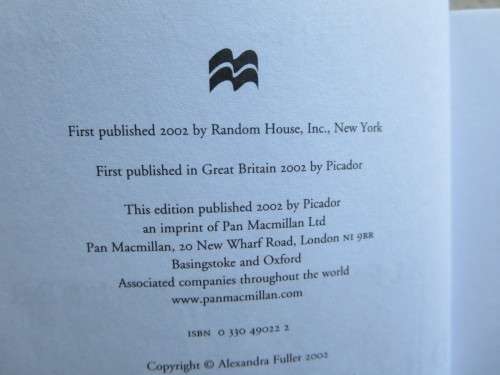 First published 2002 by Random House, Inc., New York
First published in Great Britain 2002 by Picador
This edition published 2002 by Picador
an imprint of Pan Macmillan Ltd
Pan Macmillan, 20 New Wharf Road, London N1 9RR
Basingstoke and Oxford
Associated companies throughout the world
www.panmacmillan.com
ISBN 0 330 49022 2
Copyright © Alexandra Fuller 2002